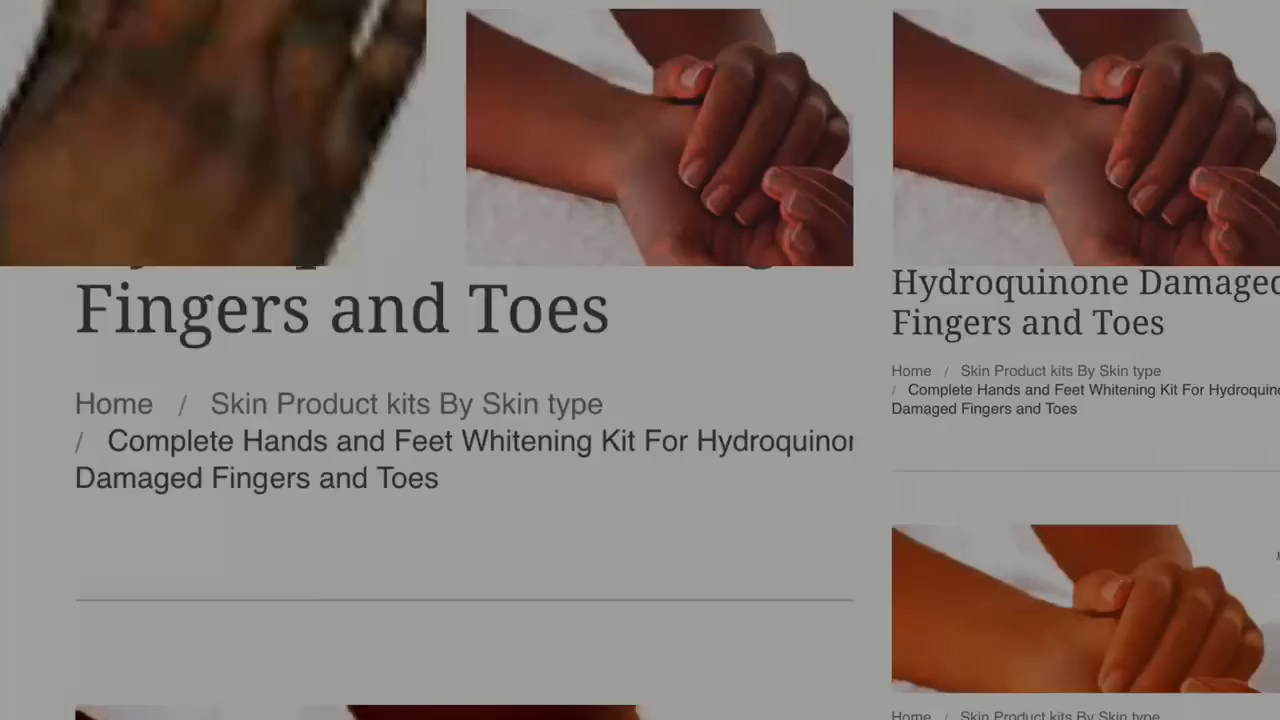 Fingers and Toes
Home / Skin Product kits By Skin type
/ Complete Hands and Feet Whitening Kit For Hydroquinon
Damaged Fingers and Toes
Hydroquinone Damaged
Fingers and Toes
Home / Skin Product kits By Skin type
/ Complete Hands and Feet Whitening Kit For Hydroquino
Damaged Fingers and Toes
Home / Skin Product kits By Skin type